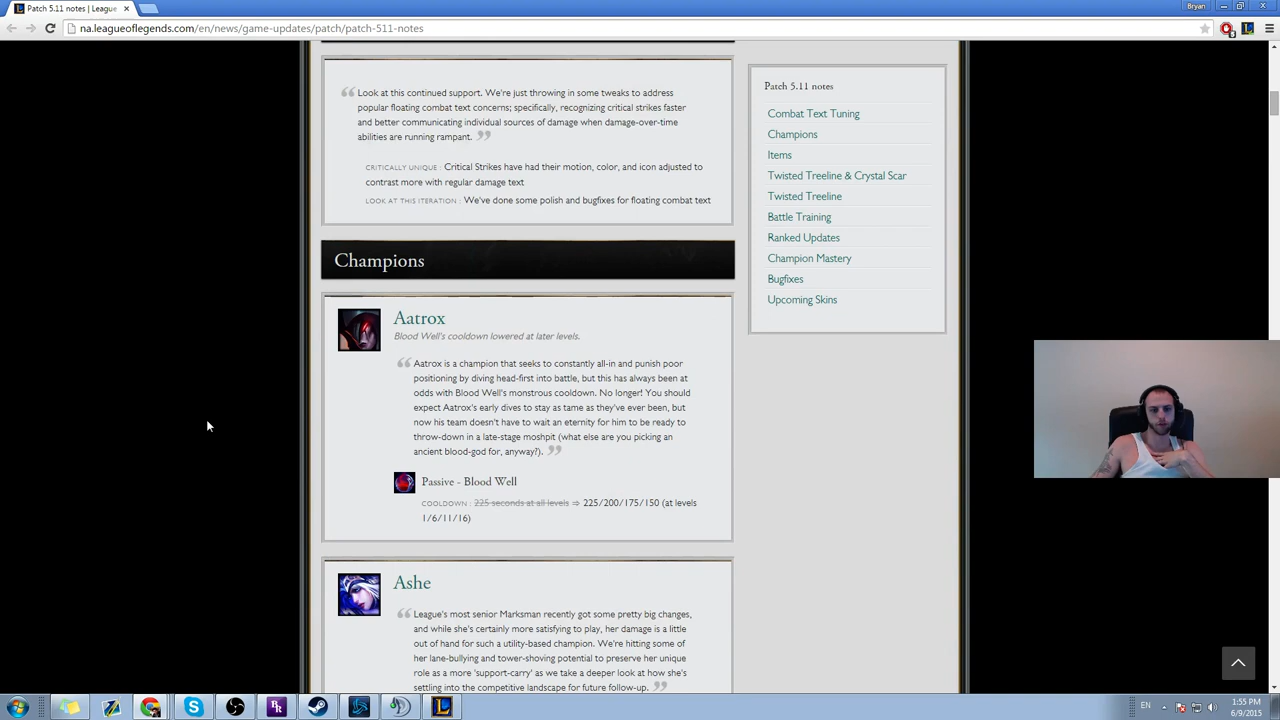 Patch 5.11 notes | League
Bryan
na.leagueoflegends.com/en/news/game-updates/patch/patch-511-notes
Look at this continued support. We're just throwing in some tweaks to address
popular floating combat text concerns; specifically, recognizing critical strikes faster
and better communicating individual sources of damage when damage-over-time
abilities are running rampant.
CRITICALLY UNIQUE : Critical Strikes have had their motion, color, and icon adjusted to
contrast more with regular damage text
LOOK AT THIS ITERATION : We've done some polish and bugfixes for floating combat text
Champions
Aatrox
Blood Well's cooldown lowered at later levels.
Aatrox is a champion that seeks to constantly all-in and punish poor
positioning by diving head-first into battle, but this has always been at
odds with Blood Well's monstrous cooldown. No longer! You should
expect Aatrox's early dives to stay as tame as they've ever been, but
now his team doesn't have to wait an eternity for him to be ready to
throw-down in a late-stage moshpit (what else are you picking an
ancient blood-god for, anyway?).
Passive - Blood Well
COOLDOWN : 225 seconds at all levels ⇒ 225/200/175/150 (at levels
1/6/11/16)
Ashe
League's most senior Marksman recently got some pretty big changes,
and while she's certainly more satisfying to play, her damage is a little
out of hand for such a utility-based champion. We're hitting some of
her lane-bullying and tower-shoving potential to preserve her unique
role as a more 'support-carry' as we take a deeper look at how she's
settling into the competitive landscape for future follow-up.
Patch 5.11 notes
Combat Text Tuning
Champions
Items
Twisted Treeline & Crystal Scar
Twisted Treeline
Battle Training
Ranked Updates
Champion Mastery
Bugfixes
Upcoming Skins
EN
1:55 PM
6/9/2015